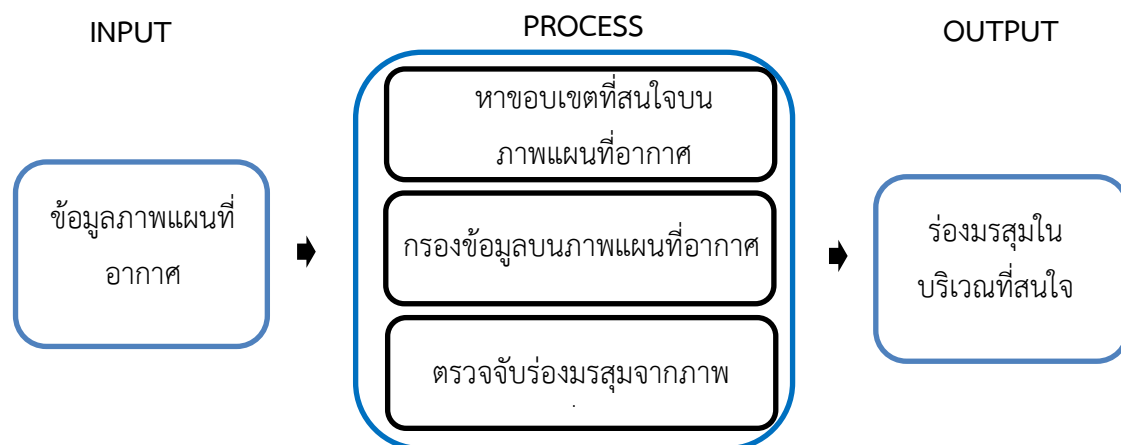 INPUT
PROCESS
OUTPUT
ข้อมูลภาพแผนที่
อากาศ
หาขอบเขตที่สนใจบน
ภาพแผนที่อากาศ
กรองข้อมูลบนภาพแผนที่อากาศ
ตรวจจับร่องมรสุมจากภาพ
.
ร่องมรสุมใน
บริเวณที่สนใจ